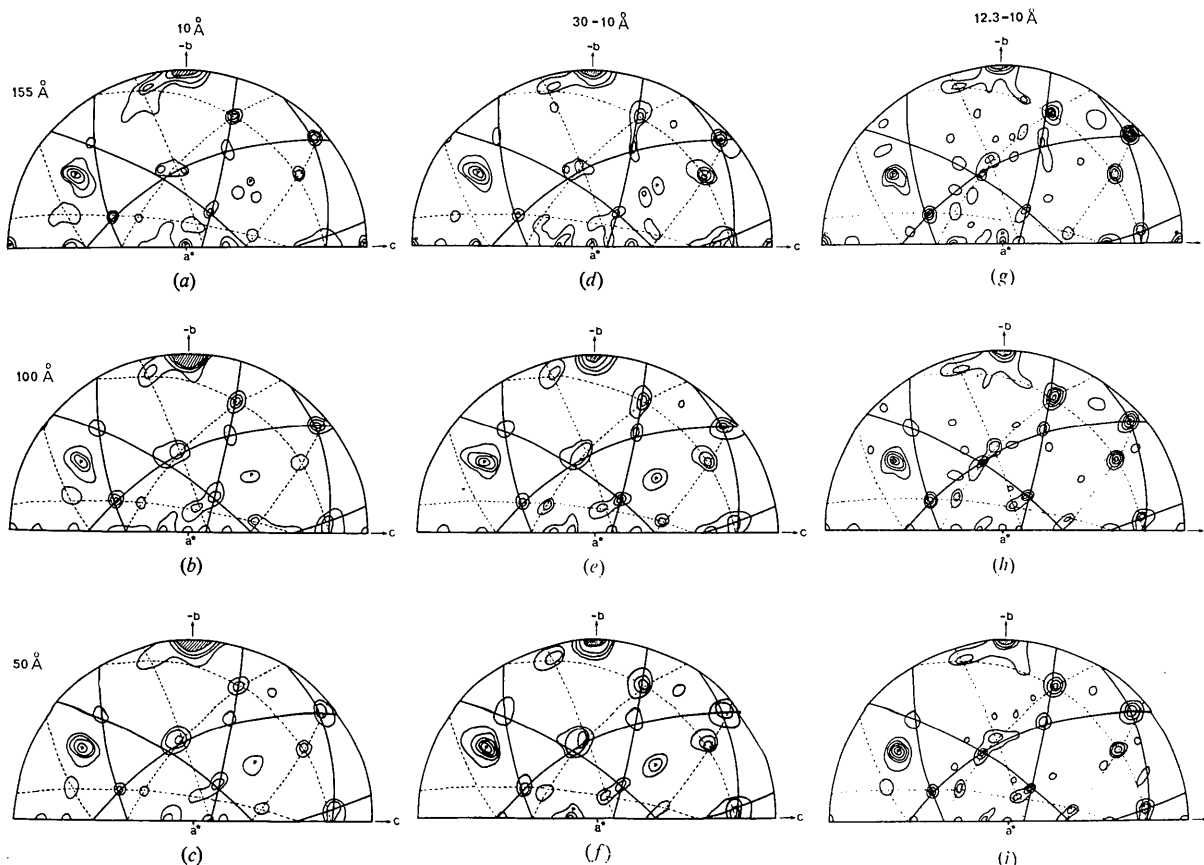 10 Å
30-10 Å
12.3-10 Å
155 Å
-b
-b
-b
a*
c
a*
c
a*
(a)
(d)
(g)
100 Å
-b
-b
-b
a*
c
a*
c
a*
(b)
(e)
(h)
50 Å
-b
-b
-b
a*
c
a*
c
a*
(c)
(f)
(i)